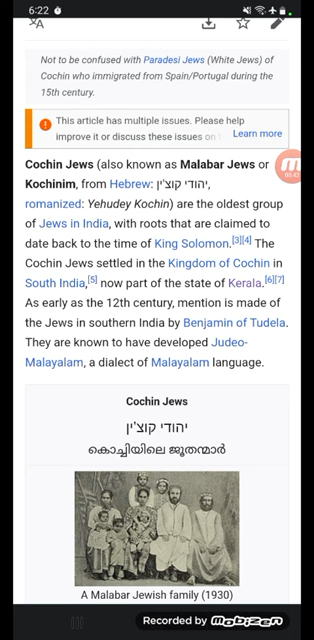 6:22
Not to be confused with Paradesi Jews (White Jews) of
Cochin who immigrated from Spain/Portugal during the
15th century.
This article has multiple issues. Please help
improve it or discuss these issues on
Learn more
00:43
Cochin Jews (also known as Malabar Jews or
Kochinim, from Hebrew: יהודי קוצ'ין,
romanized: Yehudey Kochin) are the oldest group
of Jews in India, with roots that are claimed to
date back to the time of King Solomon.[3][4] The
Cochin Jews settled in the Kingdom of Cochin in
South India,[5] now part of the state of Kerala.[6][7]
As early as the 12th century, mention is made of
the Jews in southern India by Benjamin of Tudela.
They are known to have developed Judeo-
Malayalam, a dialect of Malayalam language.
Cochin Jews
יהודי קוצ'ין
കൊച്ചിയിലെ ജൂതന്മാർ
A Malabar Jewish family (1930)
Recorded by Mobizen